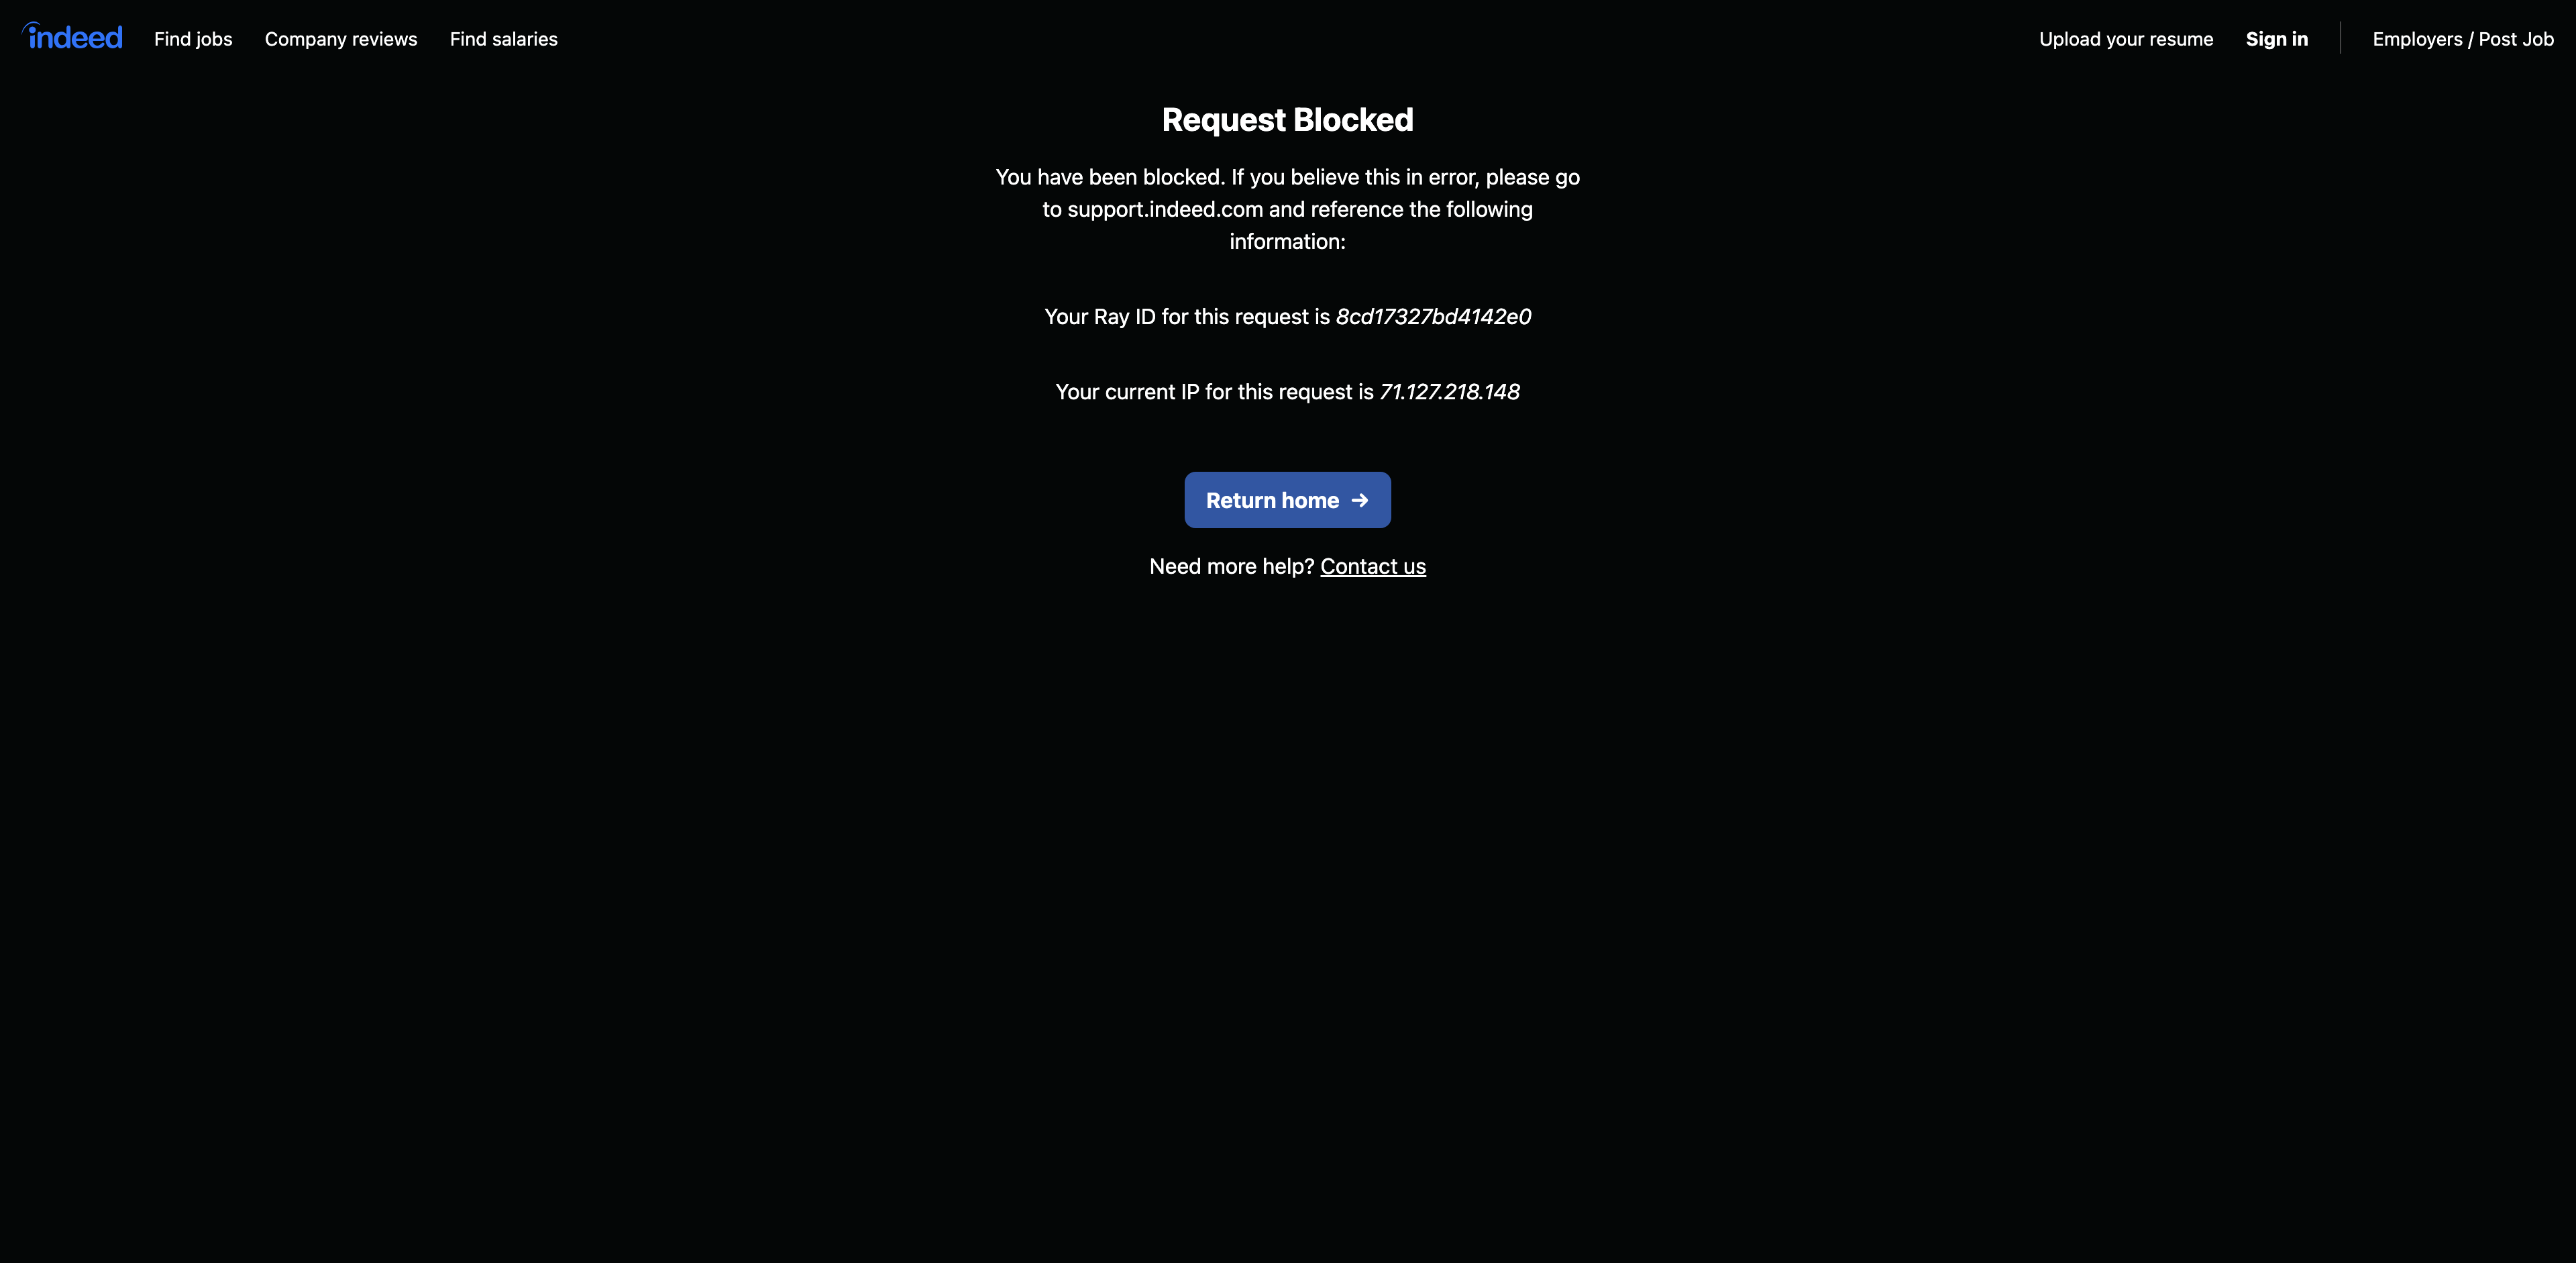 indeed Find jobs Company reviews Find salaries Upload your resume Sign in Employers / Post Job
Request Blocked
You have been blocked. If you believe this in error, please go
to support.indeed.com and reference the following
information:
Your Ray ID for this request is 8cd17327bd4142e0
Your current IP for this request is 71.127.218.148
Return home →
Need more help? Contact us